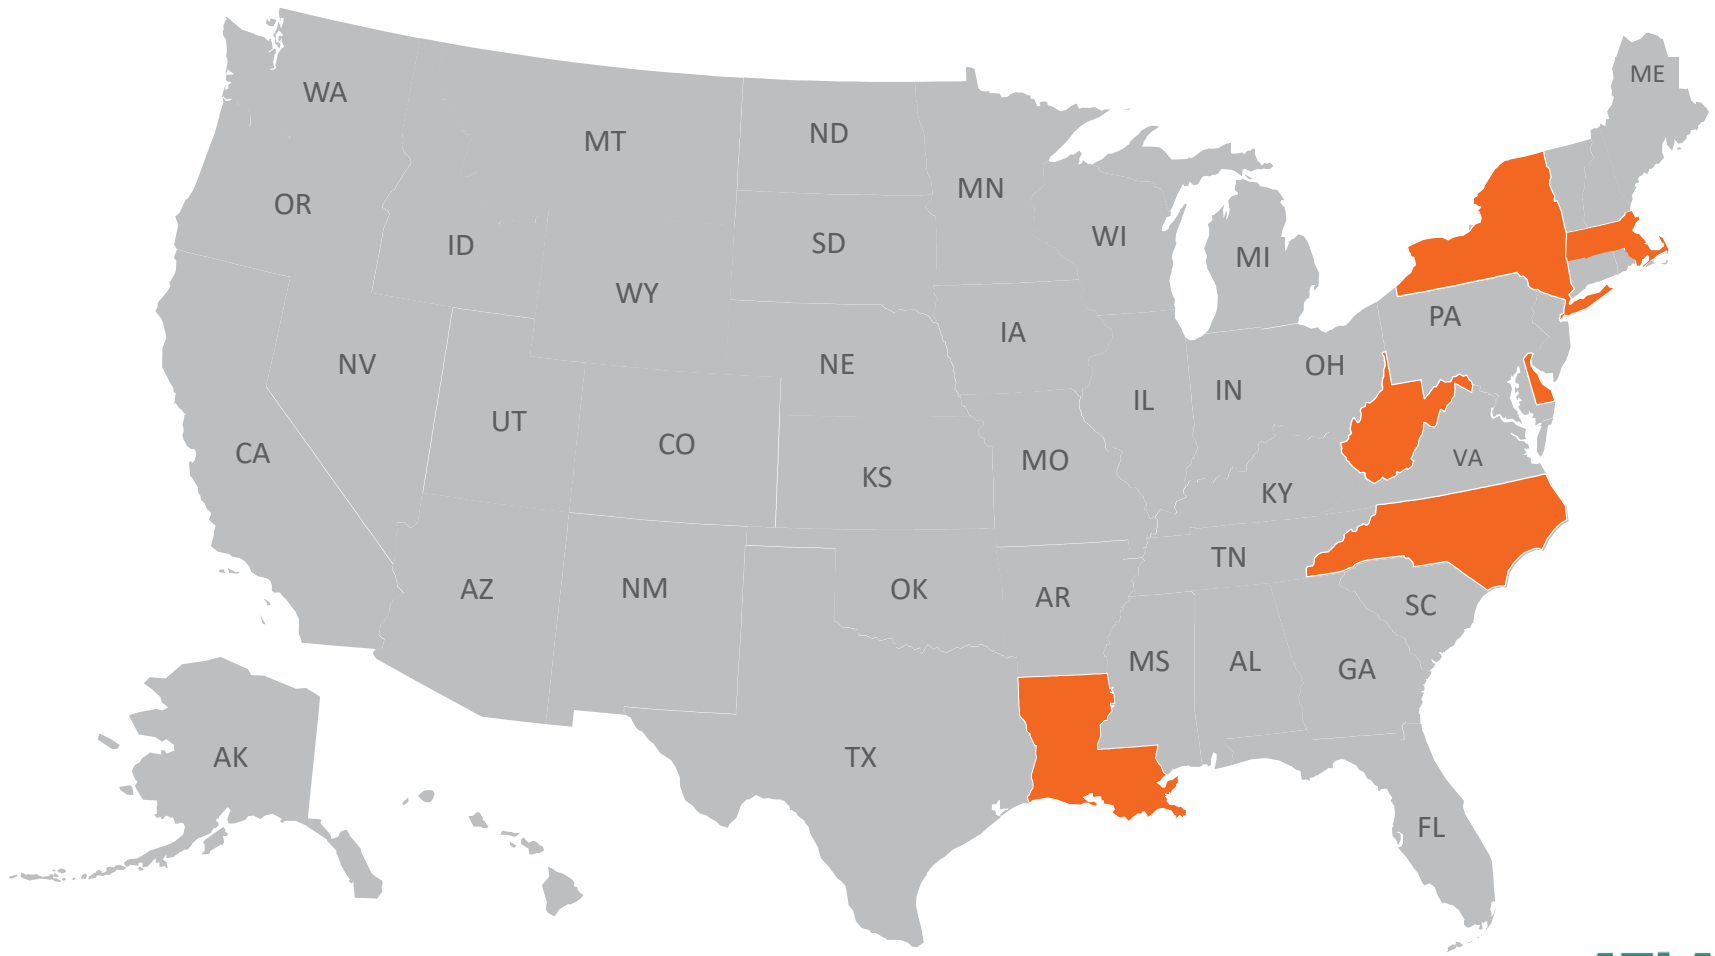 ME
WA
ND
MT
MN
OR
WI
SD
ID
MI
WY
PA
IA
NV
NE
OH
IN
IL
UT
CO
CA
VA
MO
KS
KY
TN
AZ
NM
OK
AR
SC
MS
AL
GA
AK
TX
FL